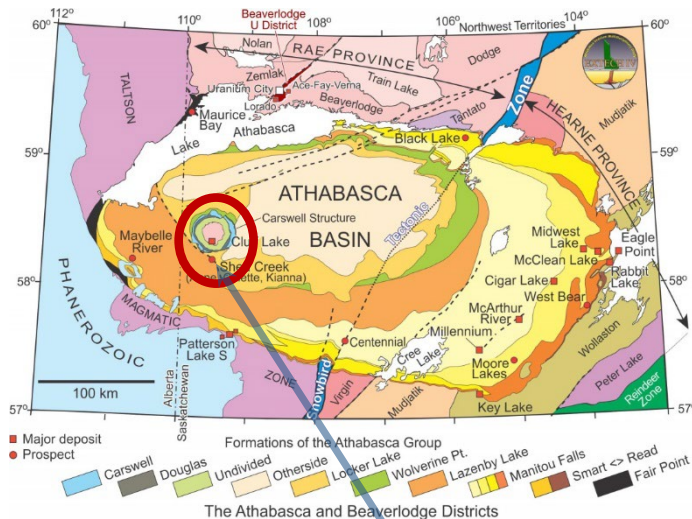 112°
110°
108°
106°
104°
60°
60°
Beaverlodge
U District
Northwest Territories
Nolan
RAE PROVINCE
Dodge
Zemlak
Train Lake
Uranium City
Ace-Fay-Verna
Lorado
Beaverlodge
Tantato
TALTSON
Maurice
Bay
Lake
Athabasca
Zone
HEARNE PROVINCE
Mudjatik
EXTECH IV
59°
59°
Black Lake
ATHABASCA
BASIN
Carswell Structure
Tectonic
Cluff Lake
Shea Creek
Kianna)
Maybelle
River
Midwest
Lake
Eagle
Point
McClean Lake
Rabbit
Lake
58°
58°
Cigar Lake
West Bear
McArthur
River
PHANEROZOIC
MAGMATIC
ZONE
Patterson
Lake S
Millennium
Centennial
Cree
Lake
Moore
Lakes
Wollaston
Peter Lake
Reindeer
Zone
100 km
Alberta
Saskatchewan
Snowbird
Virgin
Mudjatik
Key Lake
57°
57°
Major deposit
Prospect
Formations of the Athabasca Group
Carswell
Douglas
Undivided
Otherside
Locker Lake
Wolverine Pt.
Lazenby Lake
Manitou Falls
Smart <> Read
Fair Point
The Athabasca and Beaverlodge Districts